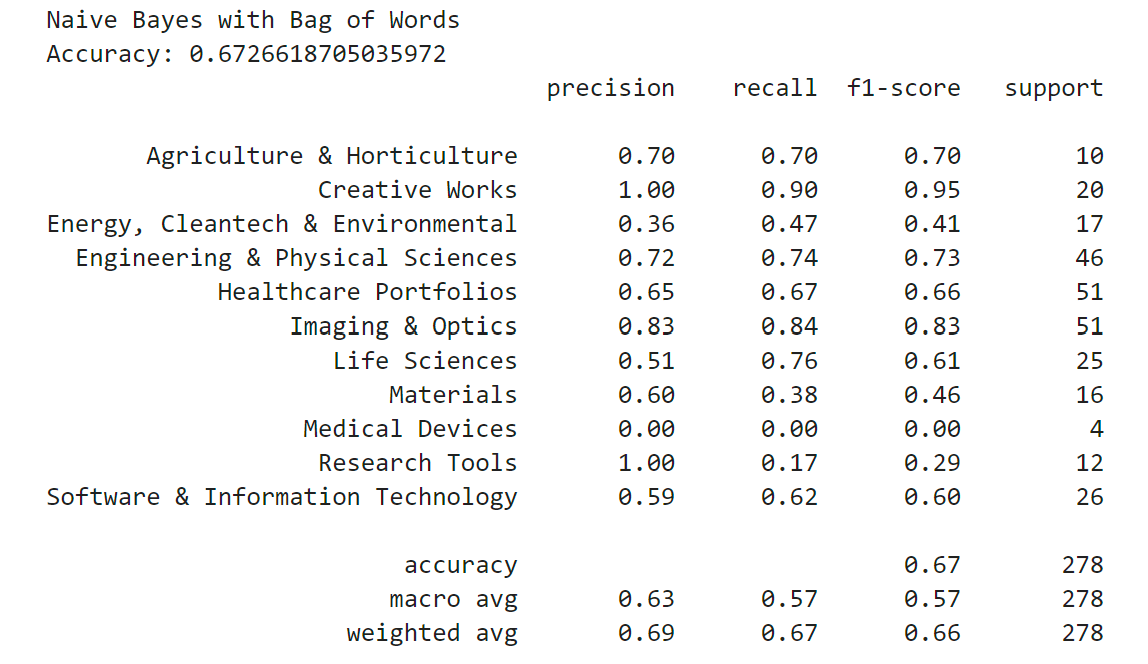 Naive Bayes with Bag of Words
Accuracy: 0.6726618705035972
precision recall f1-score support
Agriculture & Horticulture 0.70 0.70 0.70 10
Creative Works 1.00 0.90 0.95 20
Energy, Cleantech & Environmental 0.36 0.47 0.41 17
Engineering & Physical Sciences 0.72 0.74 0.73 46
Healthcare Portfolios 0.65 0.67 0.66 51
Imaging & Optics 0.83 0.84 0.83 51
Life Sciences 0.51 0.76 0.61 25
Materials 0.60 0.38 0.46 16
Medical Devices 0.00 0.00 0.00 4
Research Tools 1.00 0.17 0.29 12
Software & Information Technology 0.59 0.62 0.60 26
accuracy 0.67 278
macro avg 0.63 0.57 0.57 278
weighted avg 0.69 0.67 0.66 278